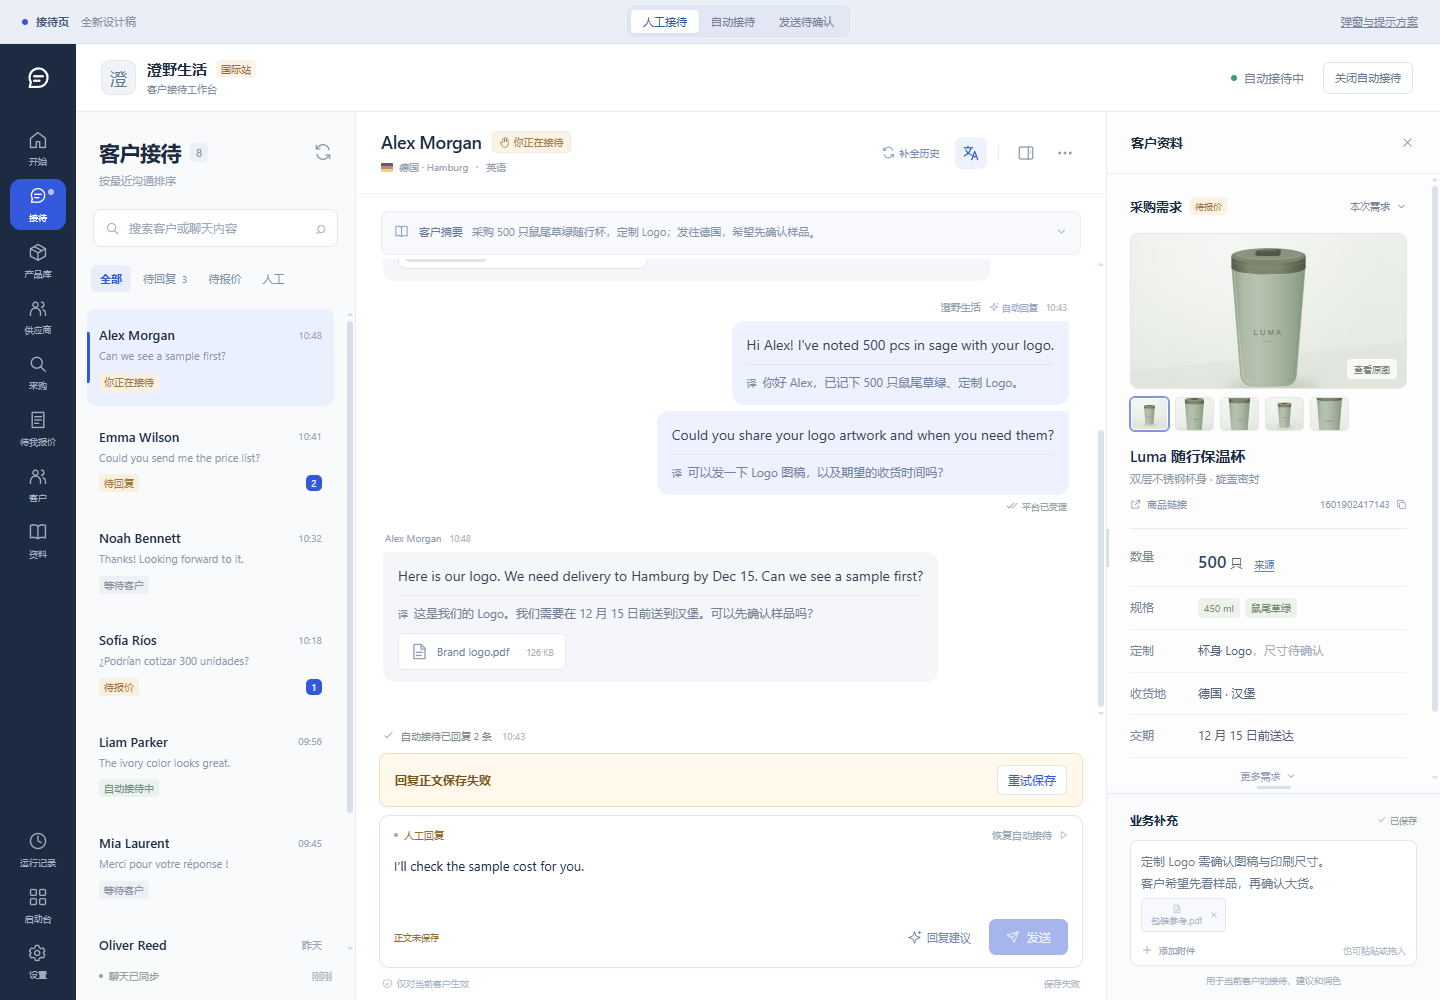 接待页 全新设计稿
人工接待 自动接待 发送待确认
弹窗与提示方案
澄
澄野生活 国际站
客户接待工作台
自动接待中
关闭自动接待
开始
接待
产品库
供应商
采购
待我报价
客户
资料
运行记录
启动台
设置
客户接待 8
按最近沟通排序
搜索客户或聊天内容
全部 待回复 3 待报价 人工
Alex Morgan 10:48
Can we see a sample first?
你正在接待
Emma Wilson 10:41
Could you send me the price list?
待回复 2
Noah Bennett 10:32
Thanks! Looking forward to it.
等待客户
Sofía Ríos 10:18
¿Podrían cotizar 300 unidades?
待报价 1
Liam Parker 09:56
The ivory color looks great.
自动接待中
Mia Laurent 09:45
Merci pour votre réponse !
等待客户
Oliver Reed 昨天
聊天已同步 刚刚
Alex Morgan 你正在接待
德国 · Hamburg · 英语
补全历史
客户摘要 采购 500 只鼠尾草绿随行杯，定制 Logo；发往德国，希望先确认样品。
澄野生活 自动回复 10:43
Hi Alex! I've noted 500 pcs in sage with your logo.
译 你好 Alex，已记下 500 只鼠尾草绿、定制 Logo。
Could you share your logo artwork and when you need them?
译 可以发一下 Logo 图稿，以及期望的收货时间吗？
平台已受理
Alex Morgan 10:48
Here is our logo. We need delivery to Hamburg by Dec 15. Can we see a sample first?
译 这是我们的 Logo。我们需要在 12 月 15 日前送到汉堡。可以先确认样品吗？
Brand logo.pdf 126 KB
自动接待已回复 2 条 10:43
回复正文保存失败
重试保存
人工回复 恢复自动接待
I'll check the sample cost for you.
正文未保存
回复建议 发送
仅对当前客户生效 保存失败
客户资料
采购需求 待报价 本次需求
LUMA
查看原图
Luma 随行保温杯
双层不锈钢杯身 · 旋盖密封
商品链接 1601902417143
数量 500 只 来源
规格 450 ml 鼠尾草绿
定制 杯身 Logo，尺寸待确认
收货地 德国 · 汉堡
交期 12 月 15 日前送达
更多需求
业务补充 已保存
定制 Logo 需确认图稿与印刷尺寸。
客户希望先看样品，再确认大货。
包装参考.pdf
添加附件 也可粘贴或拖入
用于当前客户的接待、建议和润色